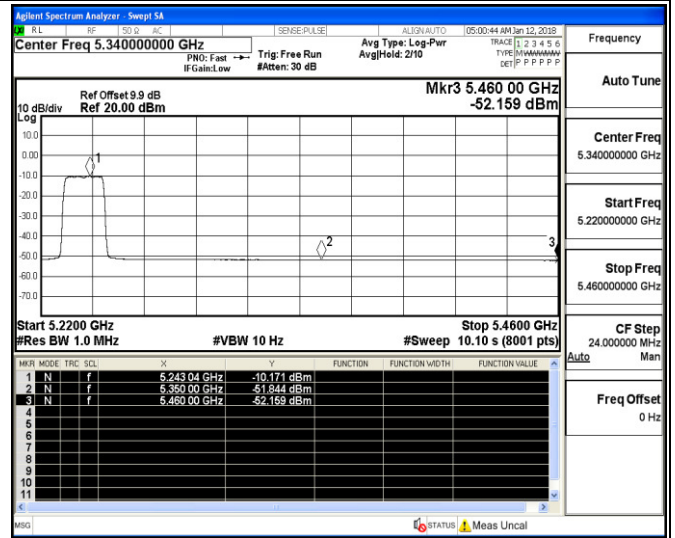 Agilent Spectrum Analyzer - Swept SA
RL RF 50 Ω AC SENSE:PULSE ALIGN AUTO 05:00:44 AM Jan 12, 2018
Center Freq 5.340000000 GHz
PNO: Fast
IFGain:Low
Trig: Free Run
#Atten: 30 dB
Avg Type: Log-Pwr
Avg|Hold: 2/10
TRACE 1 2 3 4 5 6
TYPE MWWWWW
DET P P P P P P
Ref Offset 9.9 dB
10 dB/div Ref 20.00 dBm
Log
Mkr3 5.460 00 GHz
-52.159 dBm
10.0
0.00
-10.0
-20.0
-30.0
-40.0
-50.0
-60.0
-70.0
1
2
3
Start 5.2200 GHz Stop 5.4600 GHz
#Res BW 1.0 MHz #VBW 10 Hz #Sweep 10.10 s (8001 pts)
MKR MODE TRC SCL X Y FUNCTION FUNCTION WIDTH FUNCTION VALUE
1 N f 5.243 04 GHz -10.171 dBm
2 N f 5.350 00 GHz -51.844 dBm
3 N f 5.460 00 GHz -52.159 dBm
4
5
6
7
8
9
10
11
MSG STATUS Meas Uncal
Frequency
Auto Tune
Center Freq
5.340000000 GHz
Start Freq
5.220000000 GHz
Stop Freq
5.460000000 GHz
CF Step
24.000000 MHz
Auto Man
Freq Offset
0 Hz